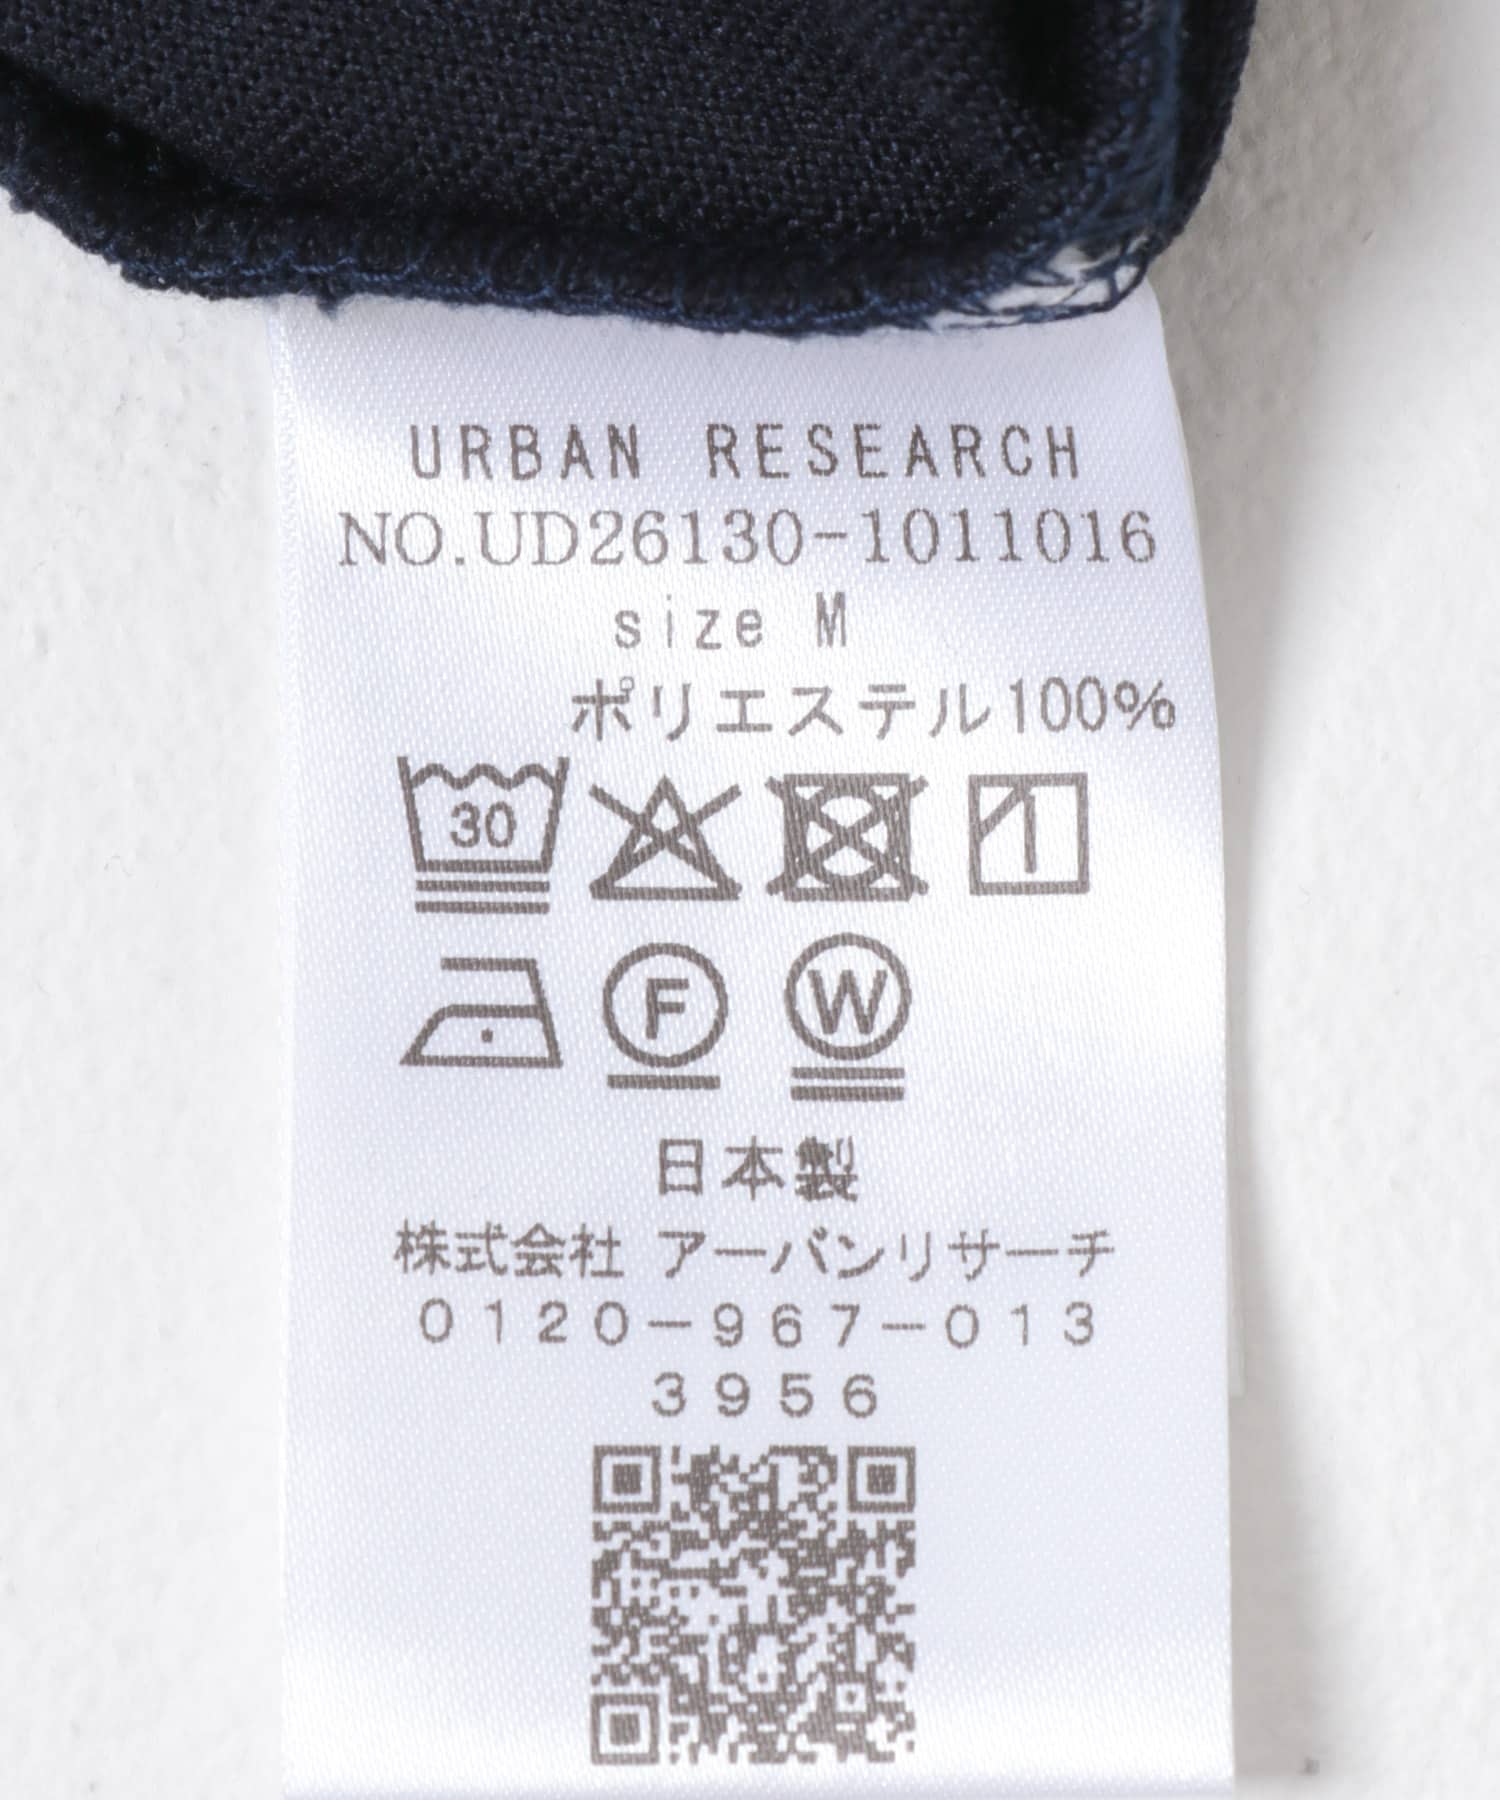 URBAN RESEARCH
NO.UD26130-1011016
size M
ポリエステル100%
30
F W
日本製
株式会社 アーバンリサーチ
0120-967-013
3956